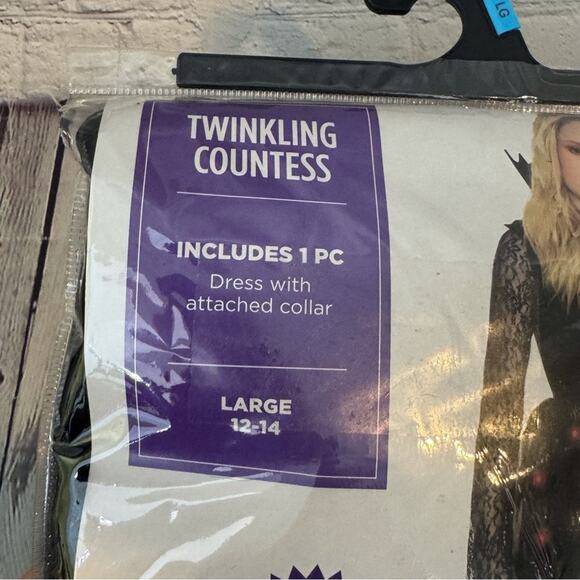 LG
TWINKLING
COUNTESS
INCLUDES 1 PC
Dress with
attached collar
LARGE
12-14